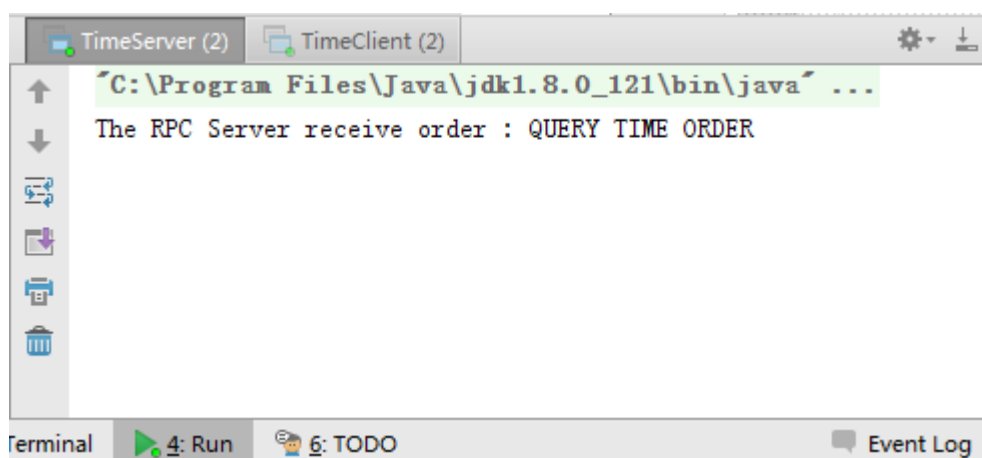 TimeServer (2) TimeClient (2)
"C:\Program Files\Java\jdk1.8.0_121\bin\java" ...
The RPC Server receive order : QUERY TIME ORDER
Terminal 4: Run 6: TODO Event Log